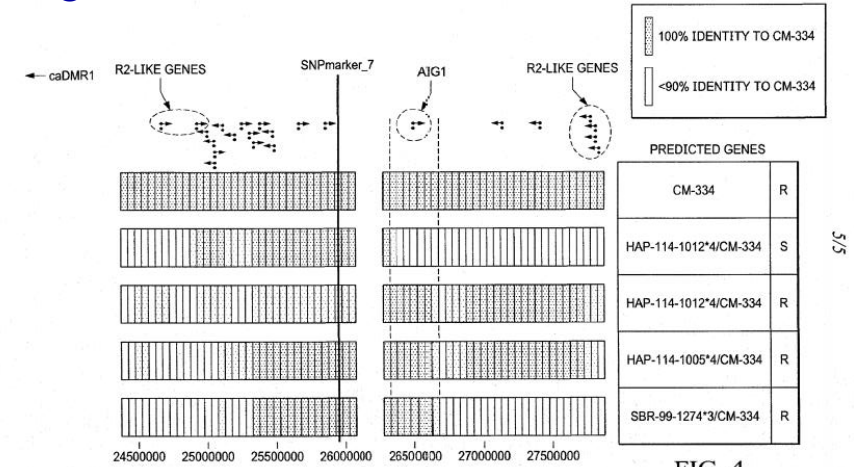 100% IDENTITY TO CM-334
<90% IDENTITY TO CM-334
caDMR1
R2-LIKE GENES
SNPmarker_7
AIG1
R2-LIKE GENES
PREDICTED GENES
CM-334 R
HAP-114-1012*4/CM-334 S
HAP-114-1012*4/CM-334 R
HAP-114-1005*4/CM-334 R
SBR-99-1274*3/CM-334 R
5/5
24500000 25000000 25500000 26000000 26500000 27000000 27500000